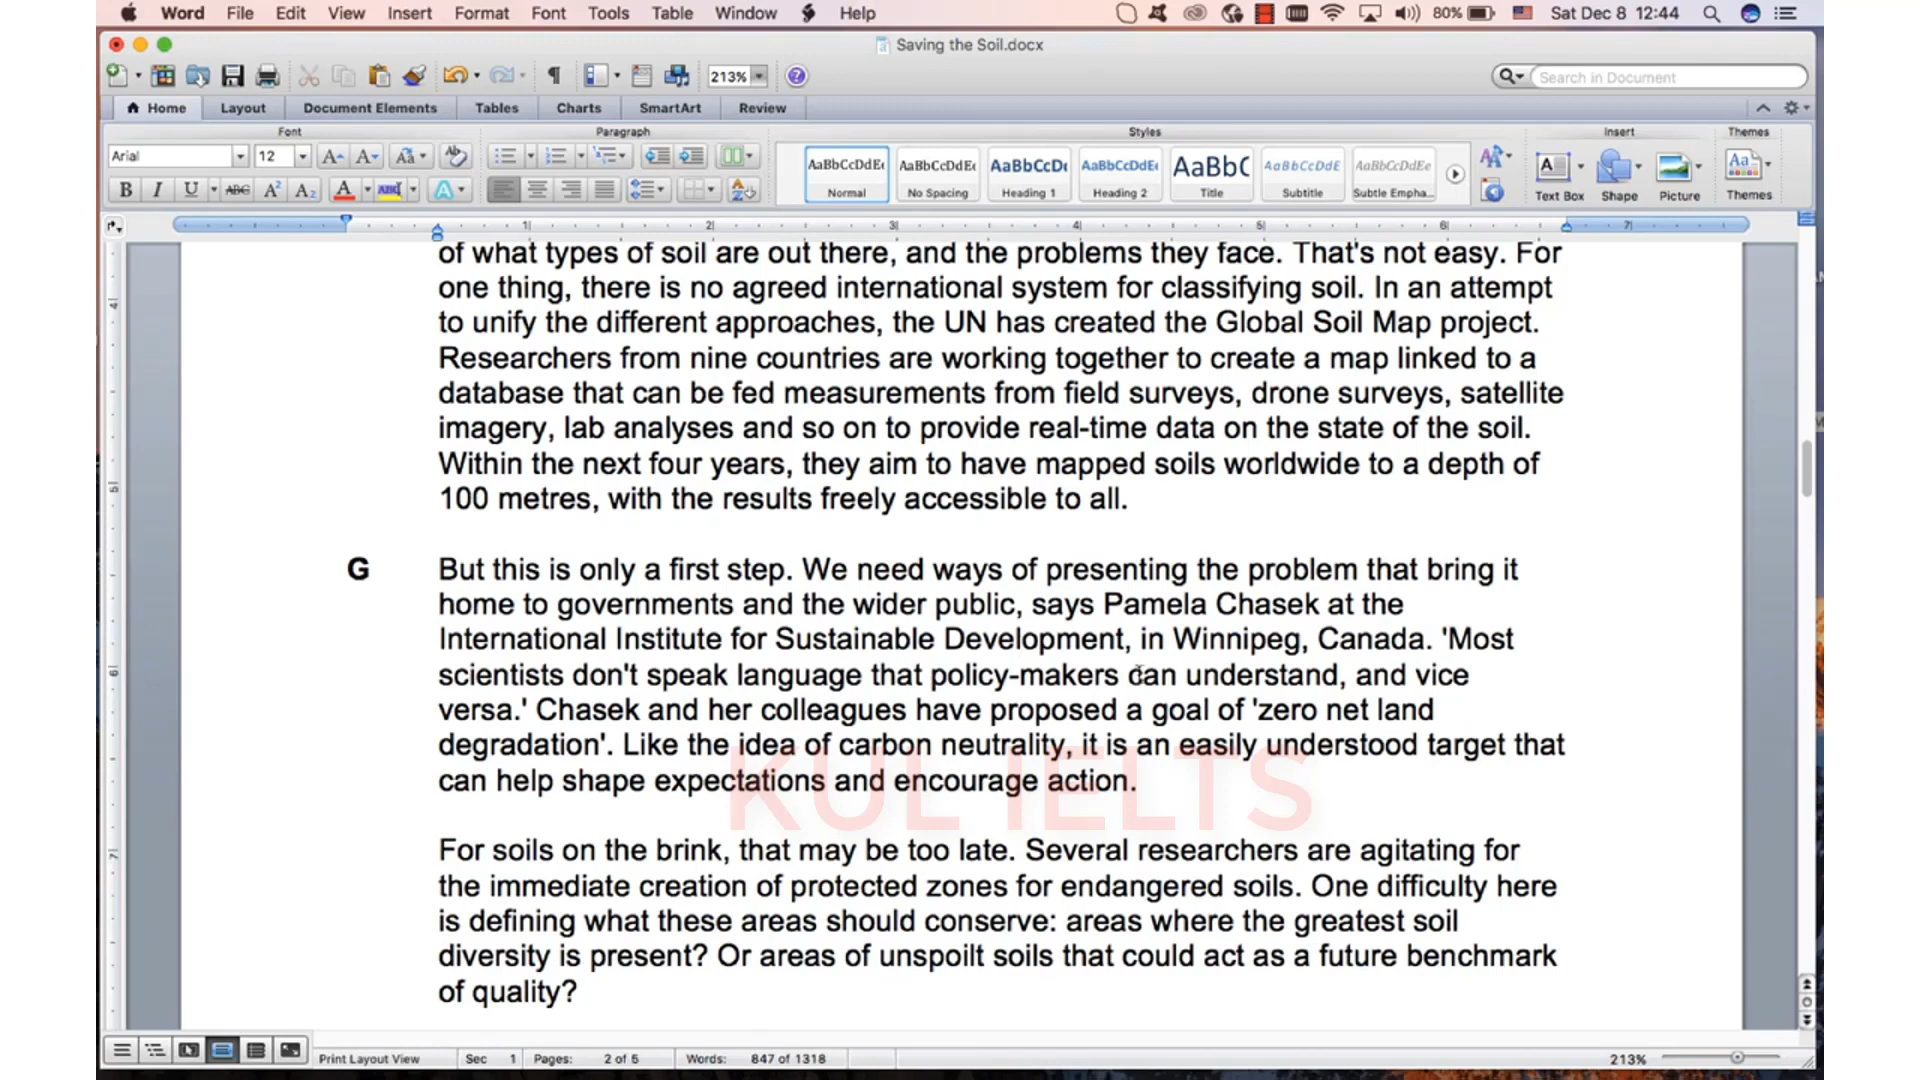 Word File Edit View Insert Format Font Tools Table Window Help 80% Sat Dec 8 12:44
Saving the Soil.docx
213% Search in Document
Home Layout Document Elements Tables Charts SmartArt Review
Font Paragraph Styles Insert Themes
Arial 12 AaBbCcDdEe AaBbCcDdEe AaBbCcDc AaBbCcDdEe AaBbC AaBbCcDdE AaBbCcDdEe
Normal No Spacing Heading 1 Heading 2 Title Subtitle Subtle Empha... Text Box Shape Picture Themes
of what types of soil are out there, and the problems they face. That's not easy. For
one thing, there is no agreed international system for classifying soil. In an attempt
to unify the different approaches, the UN has created the Global Soil Map project.
Researchers from nine countries are working together to create a map linked to a
database that can be fed measurements from field surveys, drone surveys, satellite
imagery, lab analyses and so on to provide real-time data on the state of the soil.
Within the next four years, they aim to have mapped soils worldwide to a depth of
100 metres, with the results freely accessible to all.
G But this is only a first step. We need ways of presenting the problem that bring it
home to governments and the wider public, says Pamela Chasek at the
International Institute for Sustainable Development, in Winnipeg, Canada. 'Most
scientists don't speak language that policy-makers can understand, and vice
versa.' Chasek and her colleagues have proposed a goal of 'zero net land
degradation'. Like the idea of carbon neutrality, it is an easily understood target that
can help shape expectations and encourage action.
KUL IELTS
For soils on the brink, that may be too late. Several researchers are agitating for
the immediate creation of protected zones for endangered soils. One difficulty here
is defining what these areas should conserve: areas where the greatest soil
diversity is present? Or areas of unspoilt soils that could act as a future benchmark
of quality?
Print Layout View Sec 1 Pages: 2 of 5 Words: 847 of 1318 213%